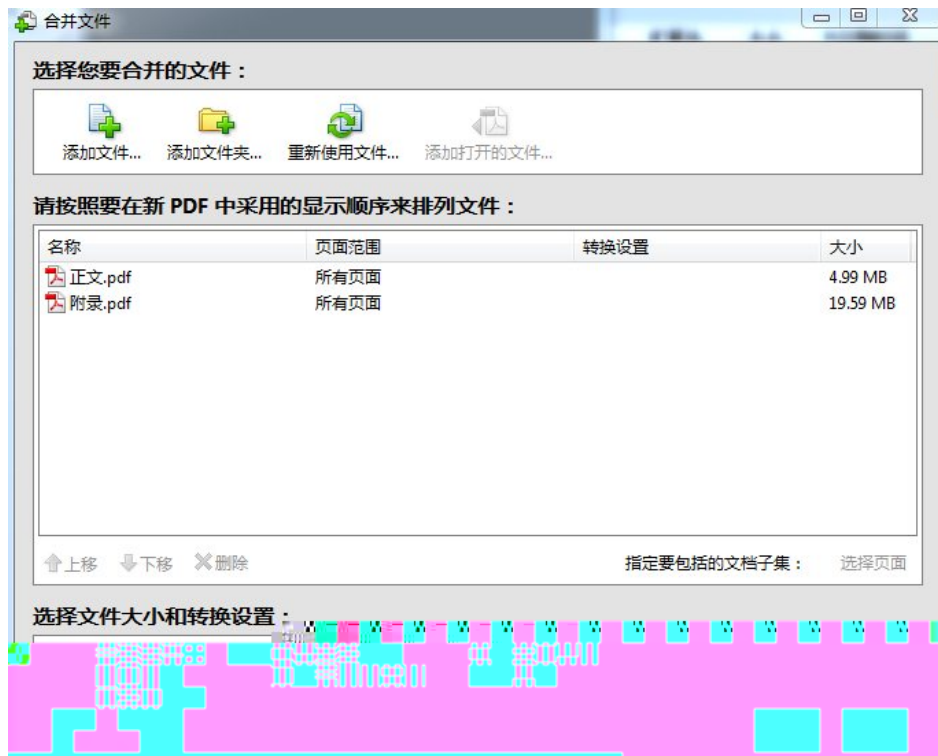 合并文件
选择您要合并的文件：
添加文件... 添加文件夹... 重新使用文件... 添加打开的文件...
请按照要在新 PDF 中采用的显示顺序来排列文件：
名称 页面范围 转换设置 大小
正文.pdf 所有页面 4.99 MB
附录.pdf 所有页面 19.59 MB
上移 下移 删除 指定要包括的文档子集： 选择页面
选择文件大小和转换设置：